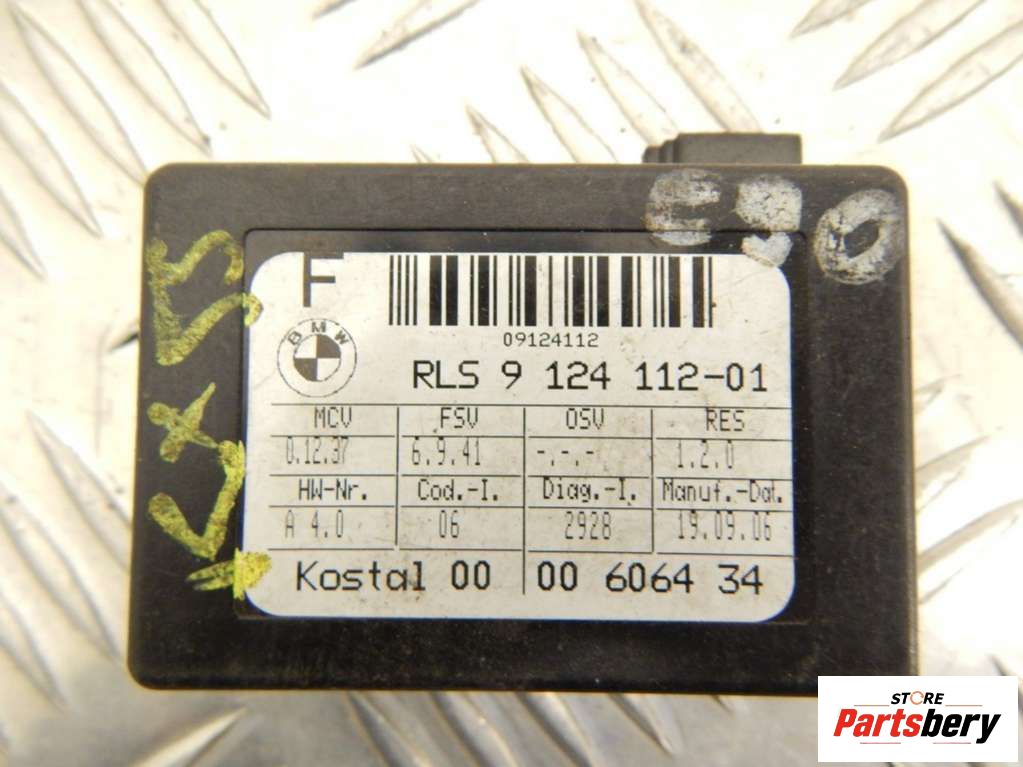 E90
F
BMW
09124112
RLS 9 124 112-01
MCV FSV OSV RES
0.12.37 6.9.41 -.-.- 1.2.0
HW-Nr. Cod.-I. Diag.-I. Manuf.-Dat.
A 4.0 06 2928 19.09.06
Kostal 00 00 6064 34
STORE
Partsbery